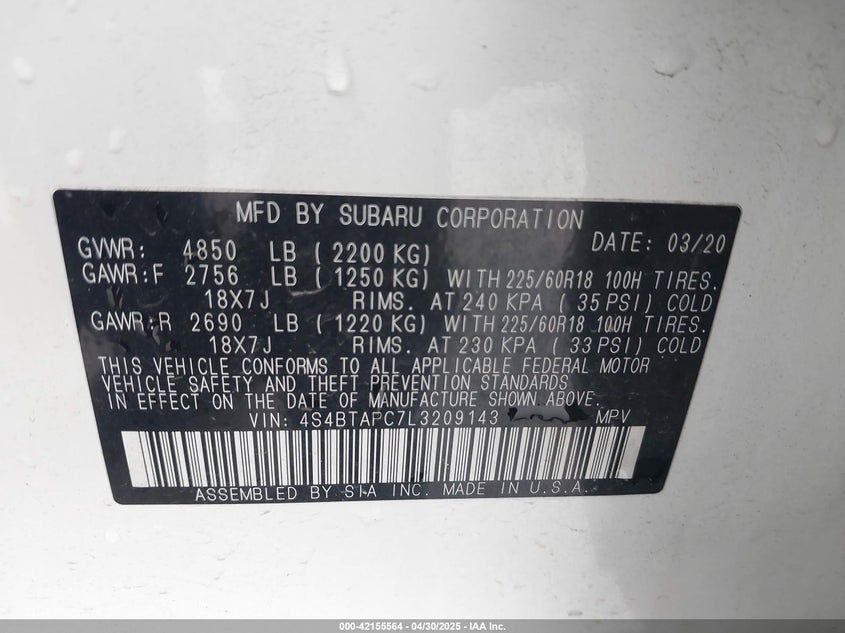 MFD BY SUBARU CORPORATION
GVWR: 4850 LB ( 2200 KG) DATE: 03/20
GAWR:F 2756 LB ( 1250 KG) WITH 225/60R18 100H TIRES.
18X7J RIMS. AT 240 KPA ( 35 PSI) COLD
GAWR:R 2690 LB ( 1220 KG) WITH 225/60R18 100H TIRES.
18X7J RIMS. AT 230 KPA ( 33 PSI) COLD
THIS VEHICLE CONFORMS TO ALL APPLICABLE FEDERAL MOTOR
VEHICLE SAFETY AND THEFT PREVENTION STANDARDS
IN EFFECT ON THE DATE OF MANUFACTURE SHOWN ABOVE.
VIN: 4S4BTAPC7L3209143 MPV
ASSEMBLED BY SIA INC. MADE IN U.S.A.
000-42155564 - 04/30/2025 - IAA Inc.